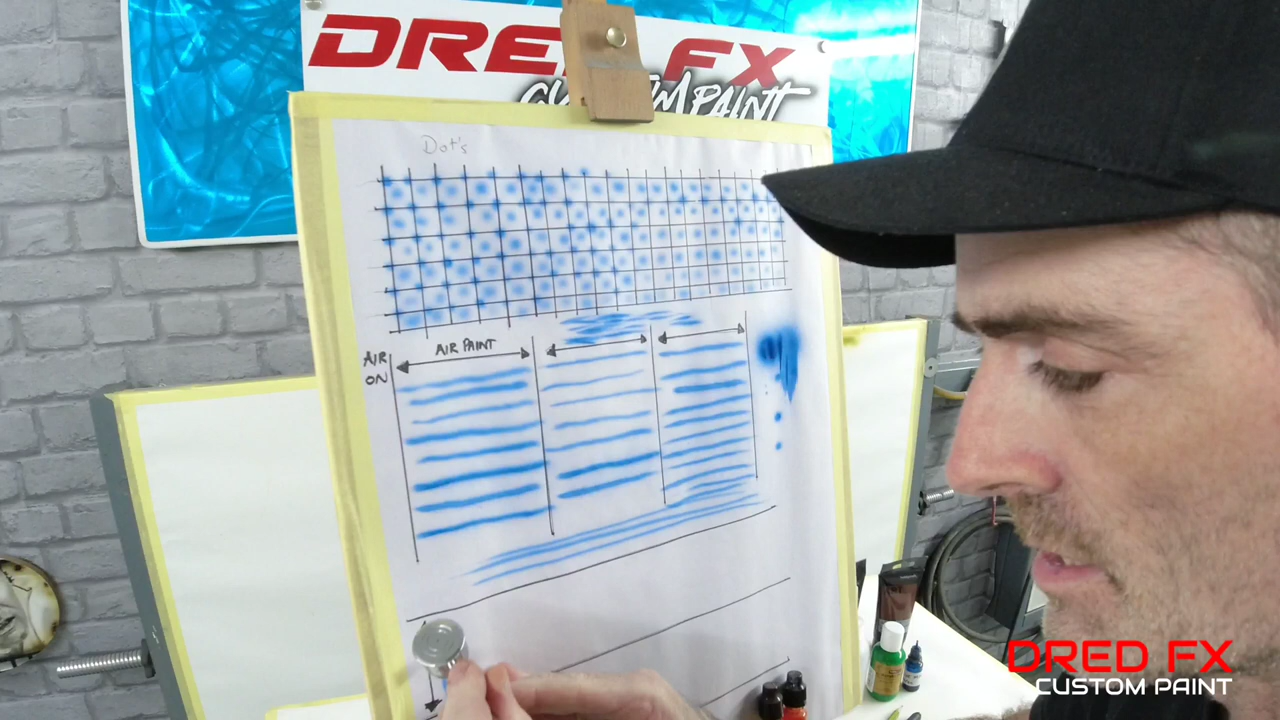 DRED FX
CUSTOM PAINT
Dot's
AIR PAINT
AIR
ON
DRED FX
CUSTOM PAINT